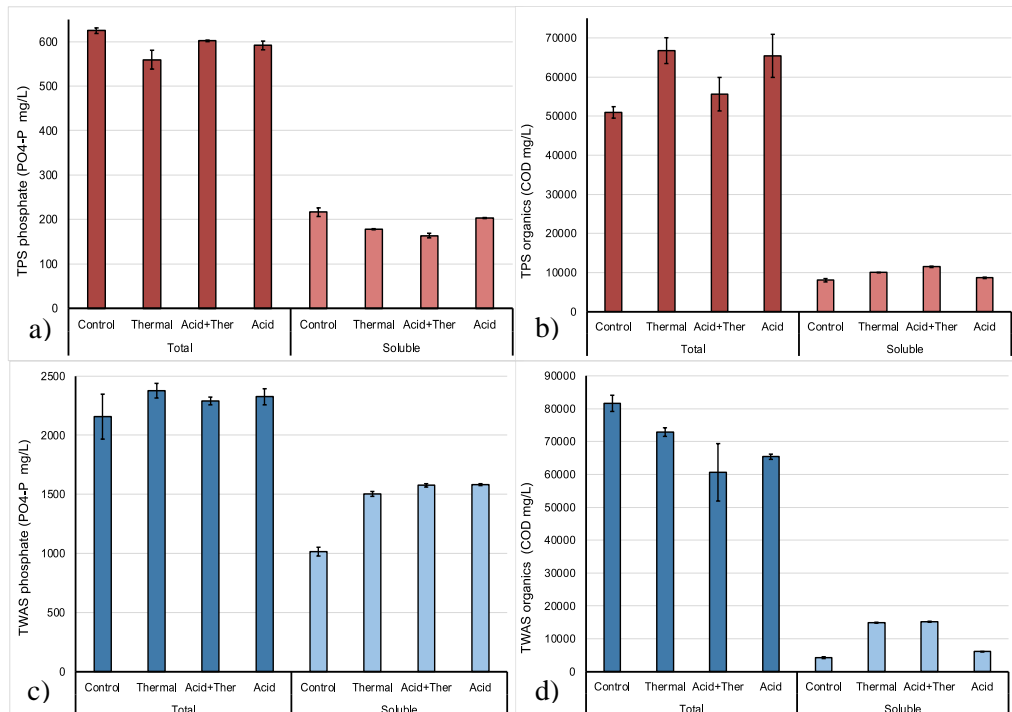 TPS phosphate (PO4-P mg/L)
600
500
400
300
200
100
0
Control Thermal Acid+Ther Acid Control Thermal Acid+Ther Acid
Total Soluble
a)
TPS organics (COD mg/L)
70000
60000
50000
40000
30000
20000
10000
0
Control Thermal Acid+Ther Acid Control Thermal Acid+Ther Acid
Total Soluble
b)
TWAS phosphate (PO4-P mg/L)
2500
2000
1500
1000
500
0
Control Thermal Acid+Ther Acid Control Thermal Acid+Ther Acid
Total Soluble
c)
TWAS organics (COD mg/L)
90000
80000
70000
60000
50000
40000
30000
20000
10000
0
Control Thermal Acid+Ther Acid Control Thermal Acid+Ther Acid
Total Soluble
d)